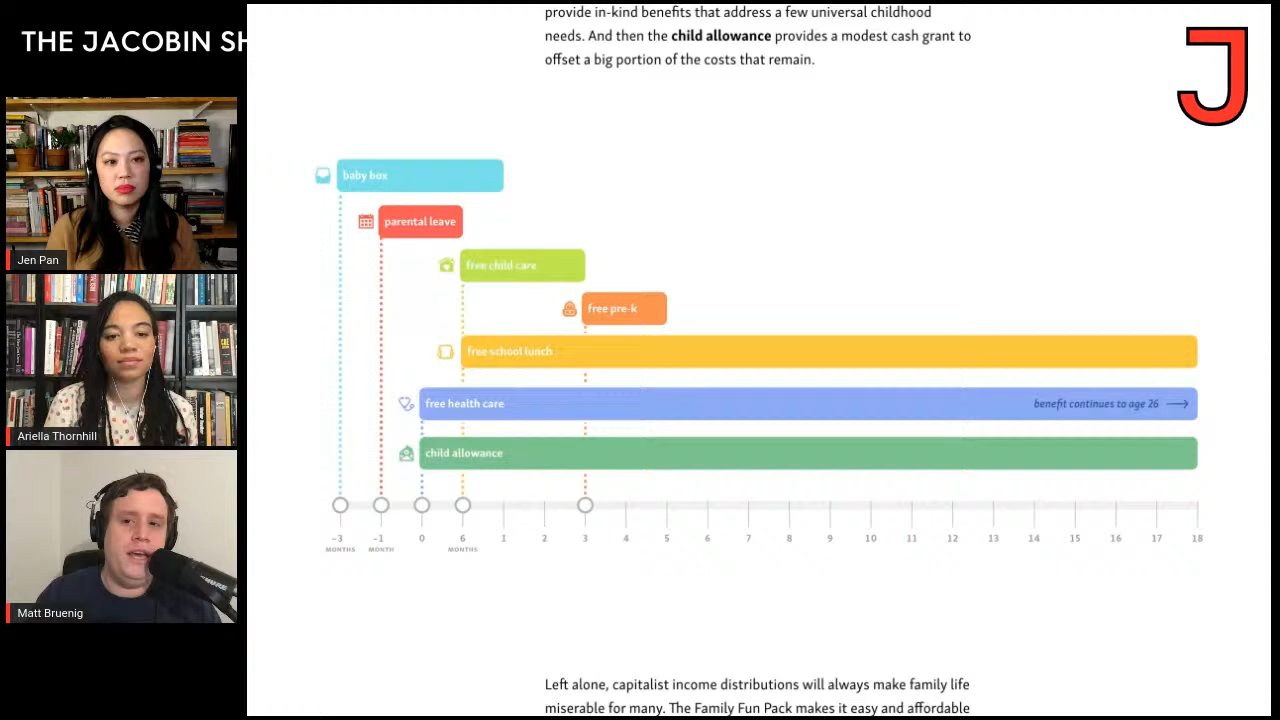 THE JACOBIN SH
J
provide in-kind benefits that address a few universal childhood
needs. And then the child allowance provides a modest cash grant to
offset a big portion of the costs that remain.
baby box
parental leave
free child care
free pre-k
free school lunch
free health care
benefit continues to age 26
child allowance
-3 -1 0 6 1 2 3 4 5 6 7 8 9 10 11 12 13 14 15 16 17 18
MONTHS MONTH MONTHS
Left alone, capitalist income distributions will always make family life
miserable for many. The Family Fun Pack makes it easy and affordable
Jen Pan
Ariella Thornhill
Matt Bruenig